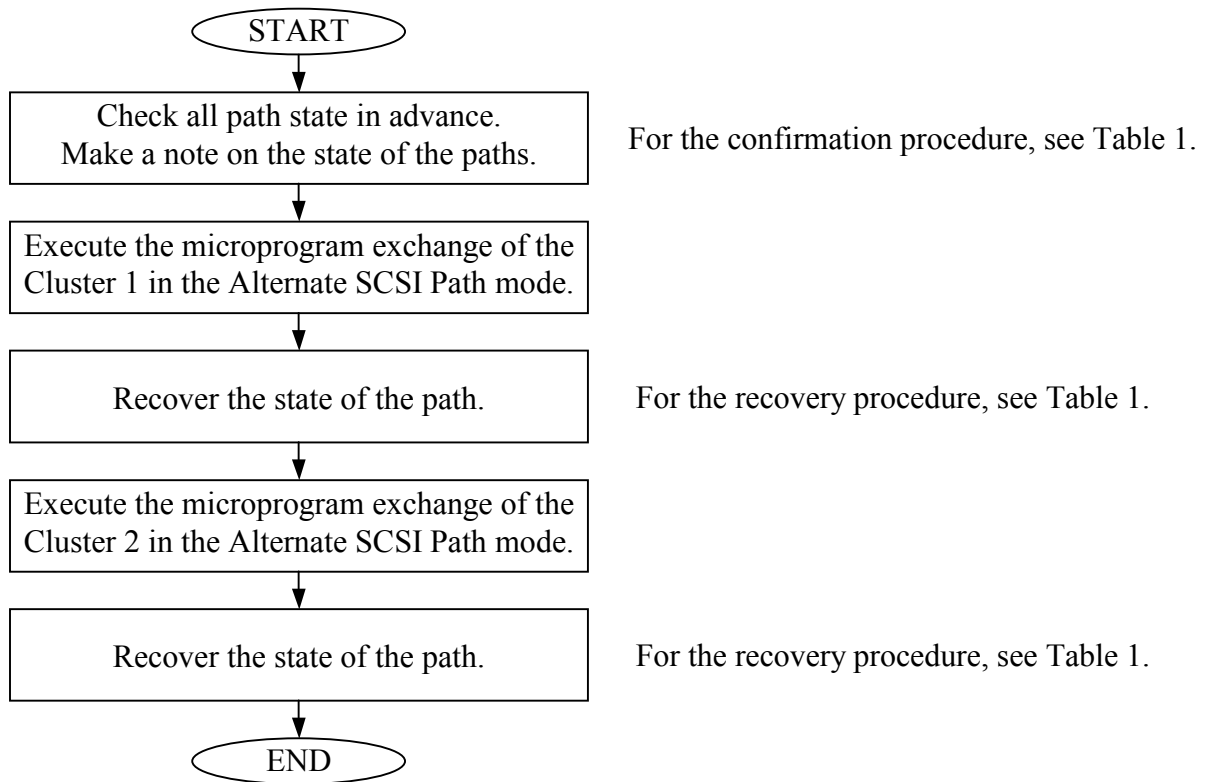 START
Check all path state in advance.
Make a note on the state of the paths.
For the confirmation procedure, see Table 1.
Execute the microprogram exchange of the
Cluster 1 in the Alternate SCSI Path mode.
Recover the state of the path.
For the recovery procedure, see Table 1.
Execute the microprogram exchange of the
Cluster 2 in the Alternate SCSI Path mode.
Recover the state of the path.
For the recovery procedure, see Table 1.
END